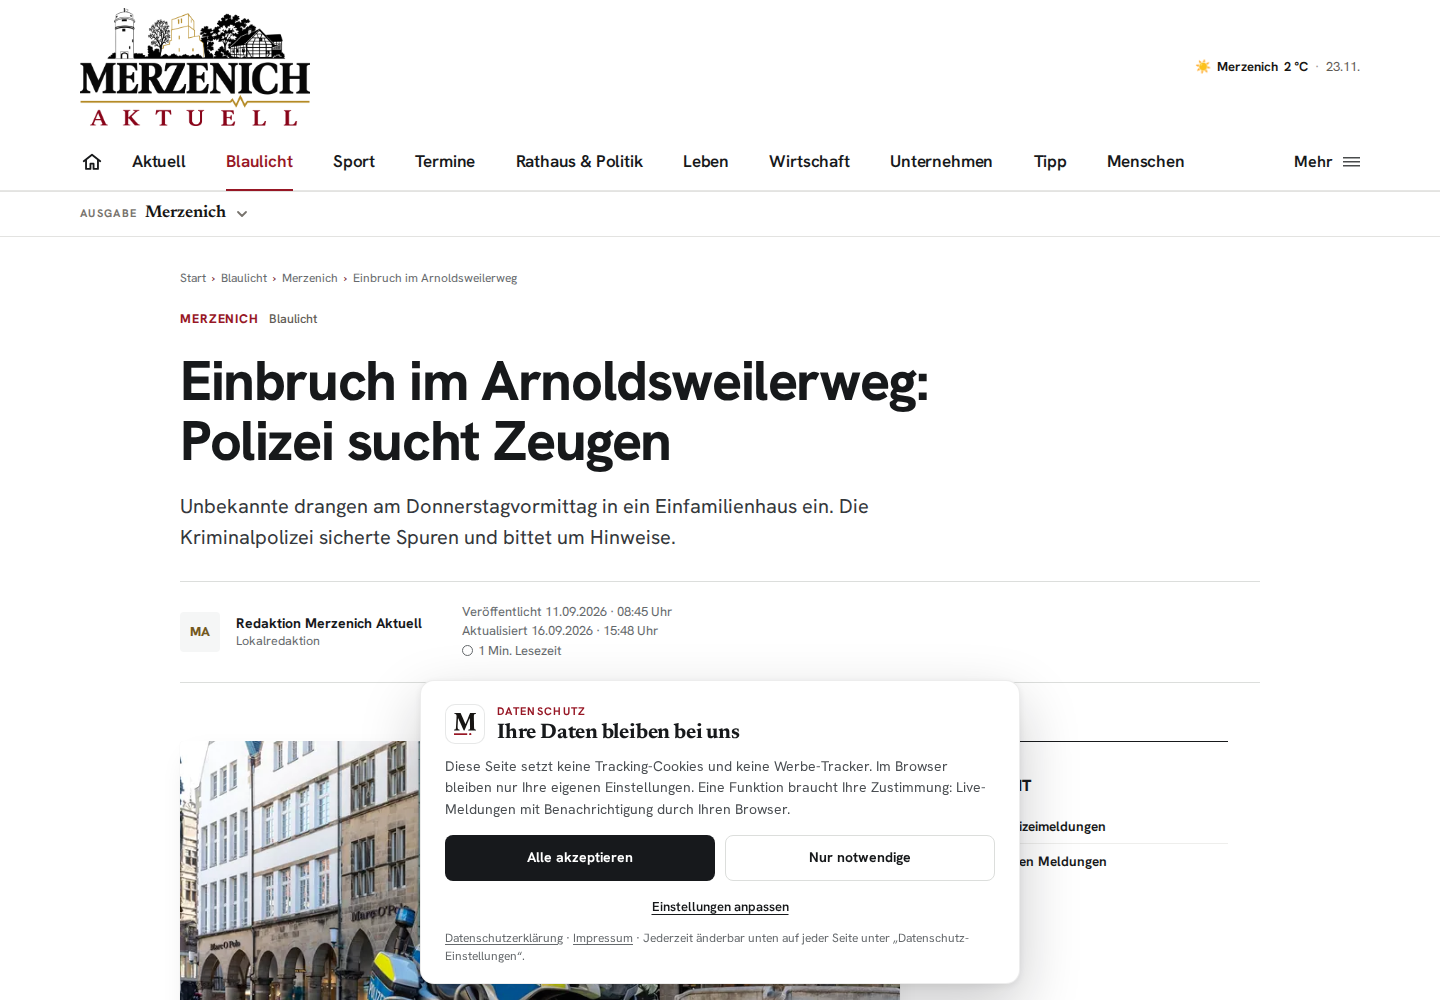 MERZENICH
AKTUELL
Merzenich 2 °C · 23.11.
Aktuell Blaulicht Sport Termine Rathaus & Politik Leben Wirtschaft Unternehmen Tipp Menschen Mehr
AUSGABE Merzenich
Start › Blaulicht › Merzenich › Einbruch im Arnoldsweilerweg
MERZENICH Blaulicht
Einbruch im Arnoldsweilerweg:
Polizei sucht Zeugen
Unbekannte drangen am Donnerstagvormittag in ein Einfamilienhaus ein. Die
Kriminalpolizei sicherte Spuren und bittet um Hinweise.
MA
Redaktion Merzenich Aktuell
Lokalredaktion
Veröffentlicht 11.09.2026 · 08:45 Uhr
Aktualisiert 16.09.2026 · 15:48 Uhr
1 Min. Lesezeit
M
DATENSCHUTZ
Ihre Daten bleiben bei uns
Diese Seite setzt keine Tracking-Cookies und keine Werbe-Tracker. Im Browser
bleiben nur Ihre eigenen Einstellungen. Eine Funktion braucht Ihre Zustimmung: Live-
Meldungen mit Benachrichtigung durch Ihren Browser.
Alle akzeptieren
Nur notwendige
Einstellungen anpassen
Datenschutzerklärung · Impressum · Jederzeit änderbar unten auf jeder Seite unter „Datenschutz-
Einstellungen“.
izeimeldungen
en Meldungen
Marc O'Polo
Marc O'Polo